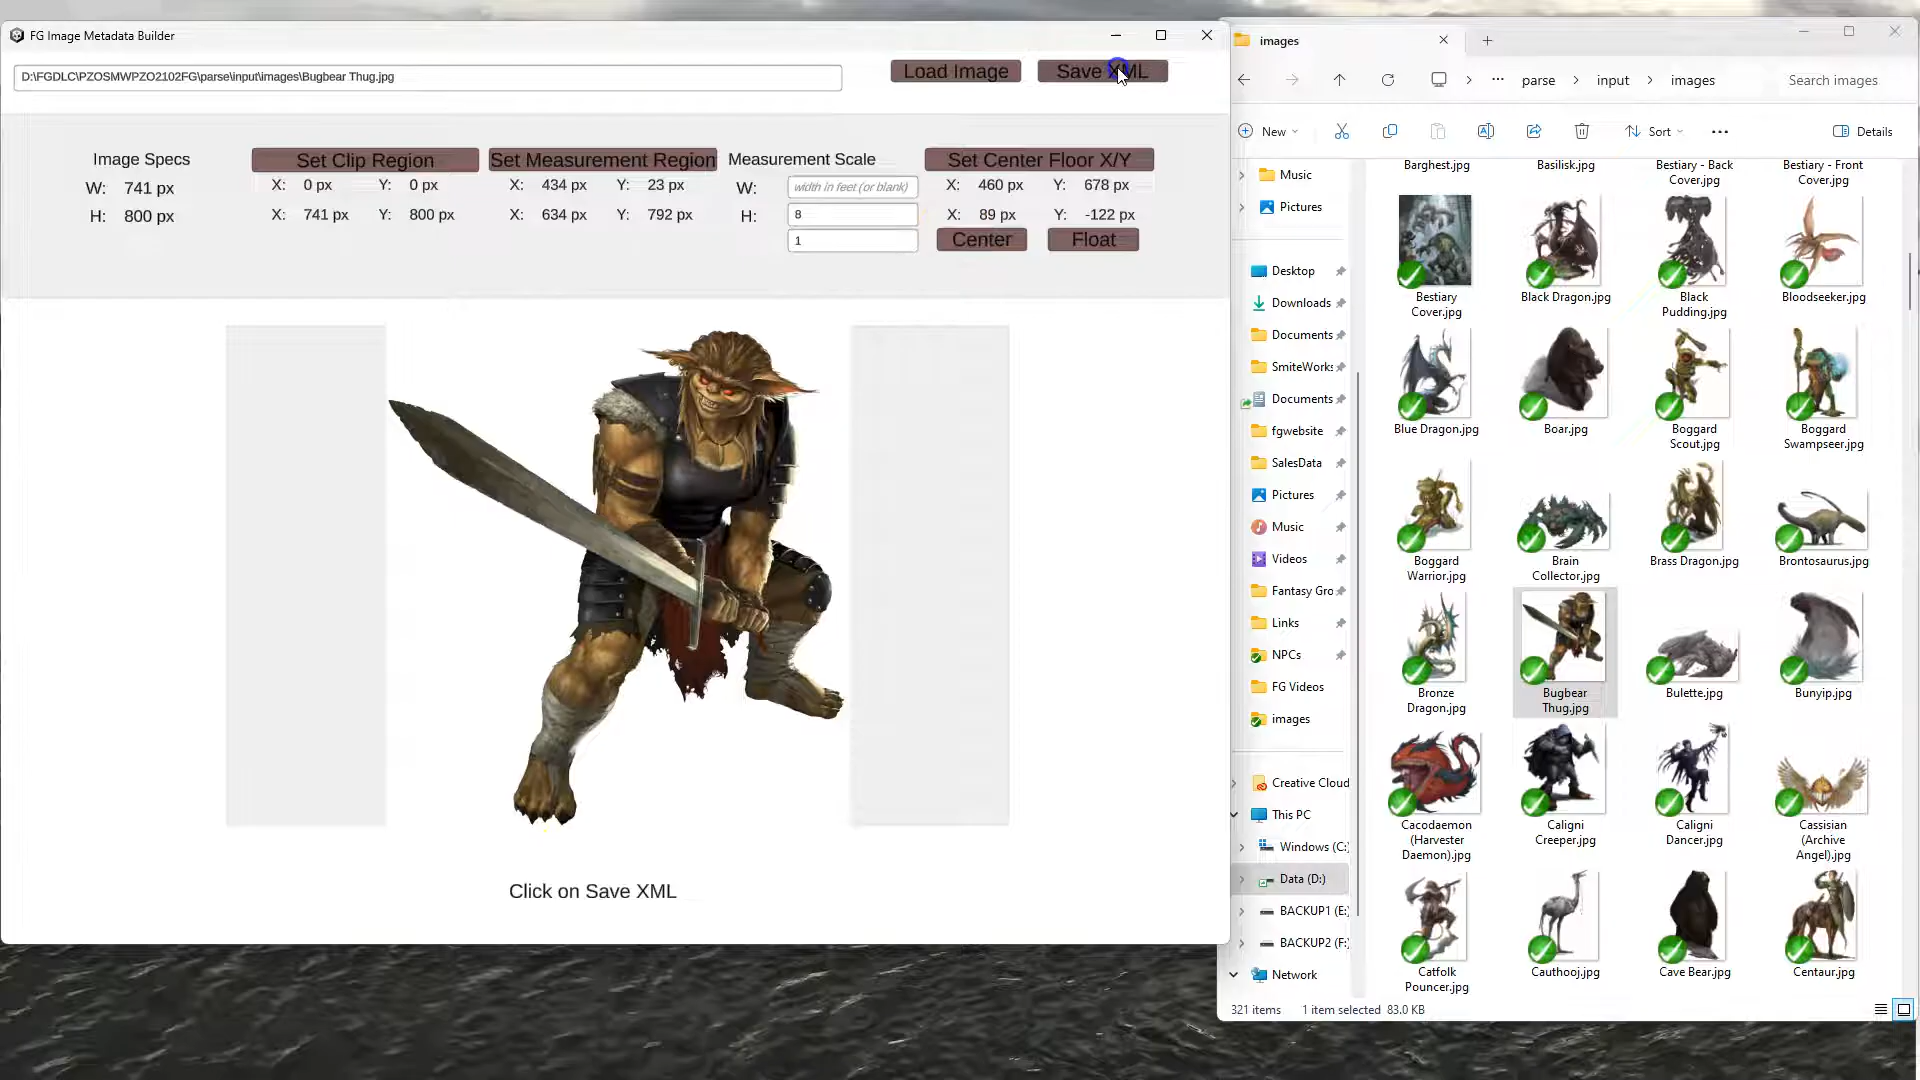 FG Image Metadata Builder
D:\FGDLC\PZOSMWPZO2102FG\parse\input\images\Bugbear Thug.jpg
Load Image
Save XML
Image Specs
W: 741 px
H: 800 px
Set Clip Region
X: 0 px Y: 0 px
X: 741 px Y: 800 px
Set Measurement Region
X: 434 px Y: 23 px
X: 634 px Y: 792 px
Measurement Scale
W: width in feet (or blank)
H: 8
1
Set Center Floor X/Y
X: 460 px Y: 678 px
X: 89 px Y: -122 px
Center
Float
Click on Save XML
images
parse
input
images
Search images
New
Sort
Details
Music
Pictures
Desktop
Downloads
Documents
SmiteWorks
Documents
fgwebsite
SalesData
Pictures
Music
Videos
Fantasy Gro
Links
NPCs
FG Videos
images
Creative Cloud
This PC
Windows (C:)
Data (D:)
BACKUP1 (E:)
BACKUP2 (F:)
Network
Barghest.jpg
Basilisk.jpg
Bestiary - Back
Cover.jpg
Bestiary - Front
Cover.jpg
Bestiary
Cover.jpg
Black Dragon.jpg
Black
Pudding.jpg
Bloodseeker.jpg
Blue Dragon.jpg
Boar.jpg
Boggard
Scout.jpg
Boggard
Swampseer.jpg
Boggard
Warrior.jpg
Brain
Collector.jpg
Brass Dragon.jpg
Brontosaurus.jpg
Bronze
Dragon.jpg
Bugbear
Thug.jpg
Bulette.jpg
Bunyip.jpg
Cacodaemon
(Harvester
Daemon).jpg
Caligni
Creeper.jpg
Caligni
Dancer.jpg
Cassisian
(Archive
Angel).jpg
Catfolk
Pouncer.jpg
Cauthooj.jpg
Cave Bear.jpg
Centaur.jpg
321 items
1 item selected 83.0 KB